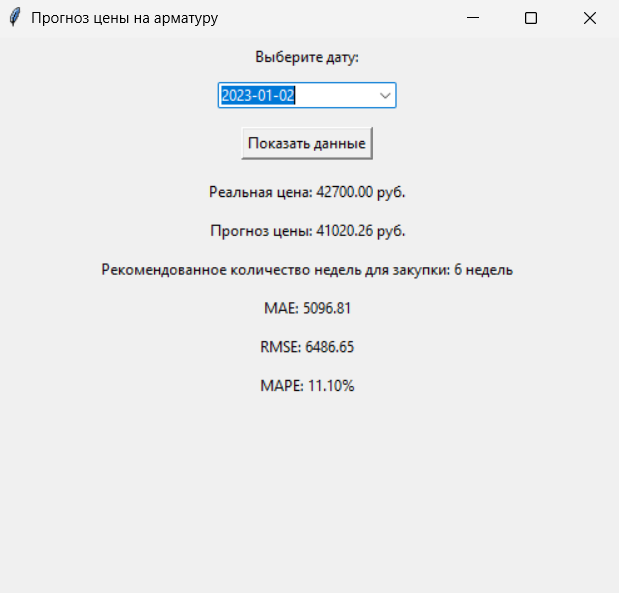 Прогноз цены на арматуру
Выберите дату:
2023-01-02
Показать данные
Реальная цена: 42700.00 руб.
Прогноз цены: 41020.26 руб.
Рекомендованное количество недель для закупки: 6 недель
MAE: 5096.81
RMSE: 6486.65
MAPE: 11.10%